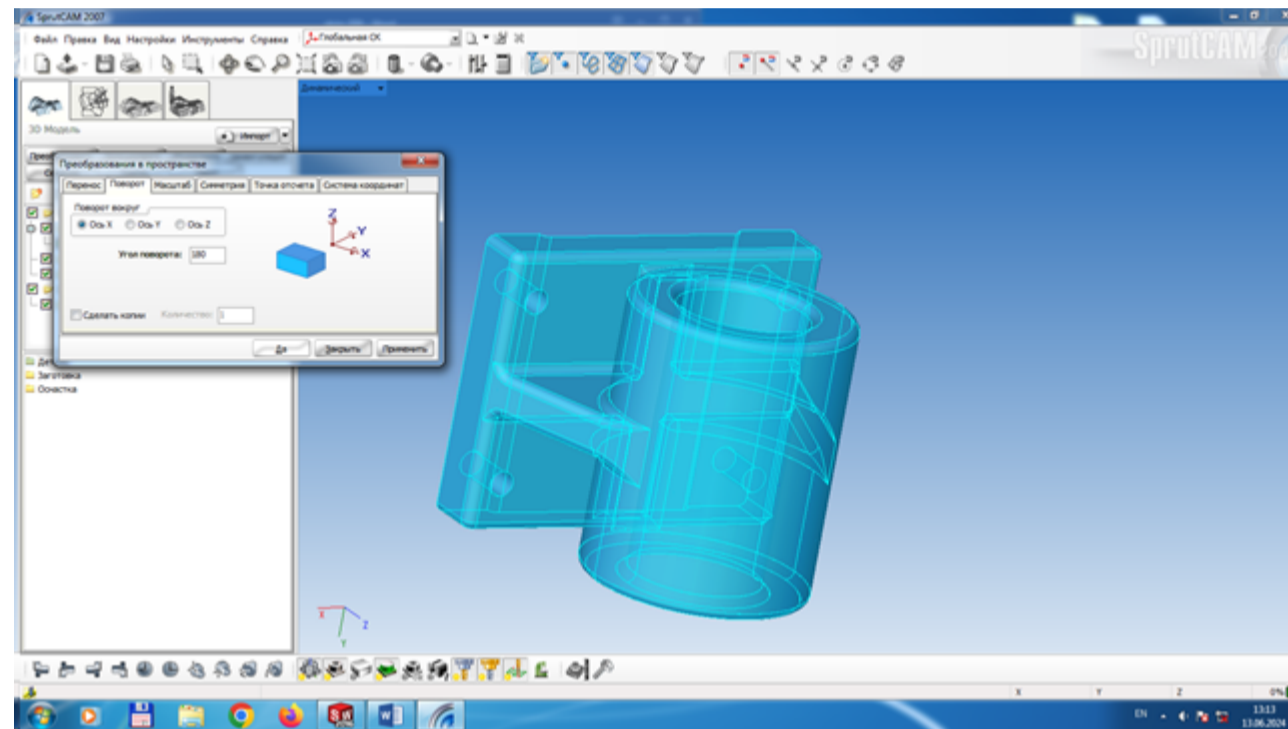 SprutCAM 2007
Файл Правка Вид Настройки Инструменты Справка
Глобальная СК
SprutCAM
Динамический
3D Модель
Импорт
Преобразования в пространстве
Перенос Поворот Масштаб Симметрия Точка отсчета Система координат
Поворот вокруг
Ось X Ось Y Ось Z
Угол поворота: 180
Z
Y
X
Сделать копии Количество: 1
Да Закрыть Применить
Заготовка
Оснастка
X
Z
Y
X Y Z 0%
EN 13:13
13.06.2024